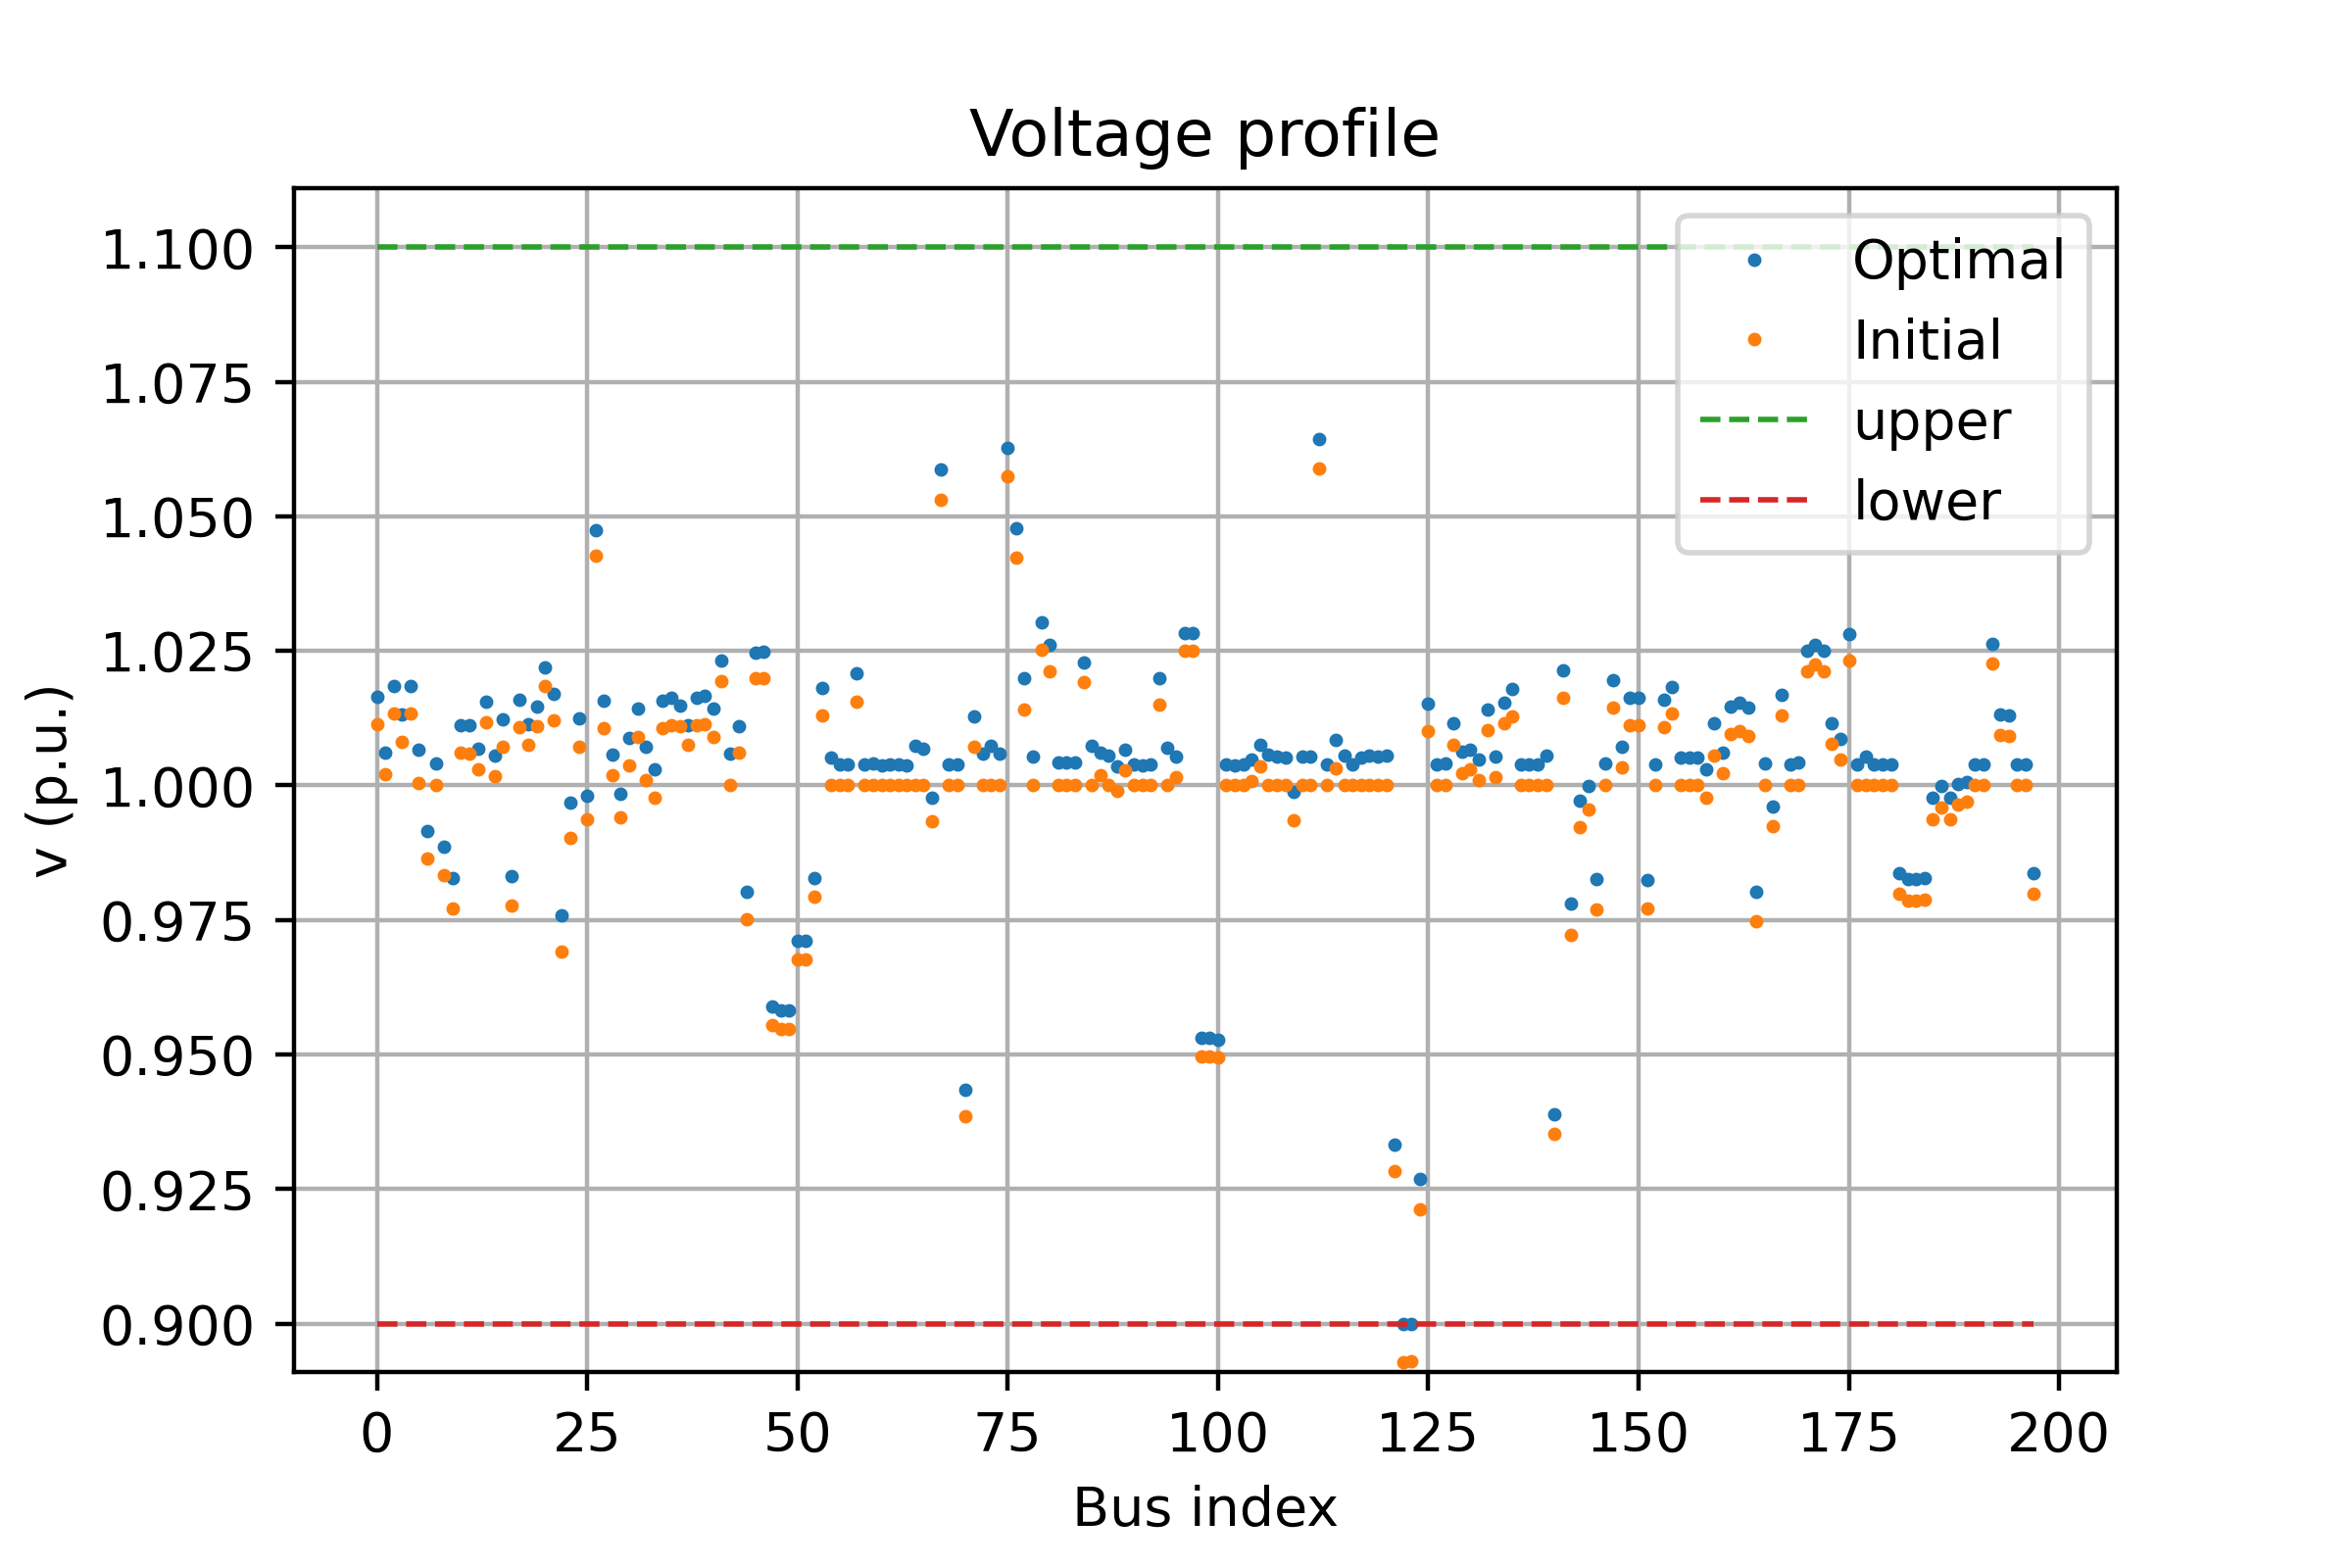 Voltage profile
1.100
1.075
1.050
1.025
1.000
0.975
0.950
0.925
0.900
v (p.u.)
Optimal
Initial
upper
lower
0 25 50 75 100 125 150 175 200
Bus index